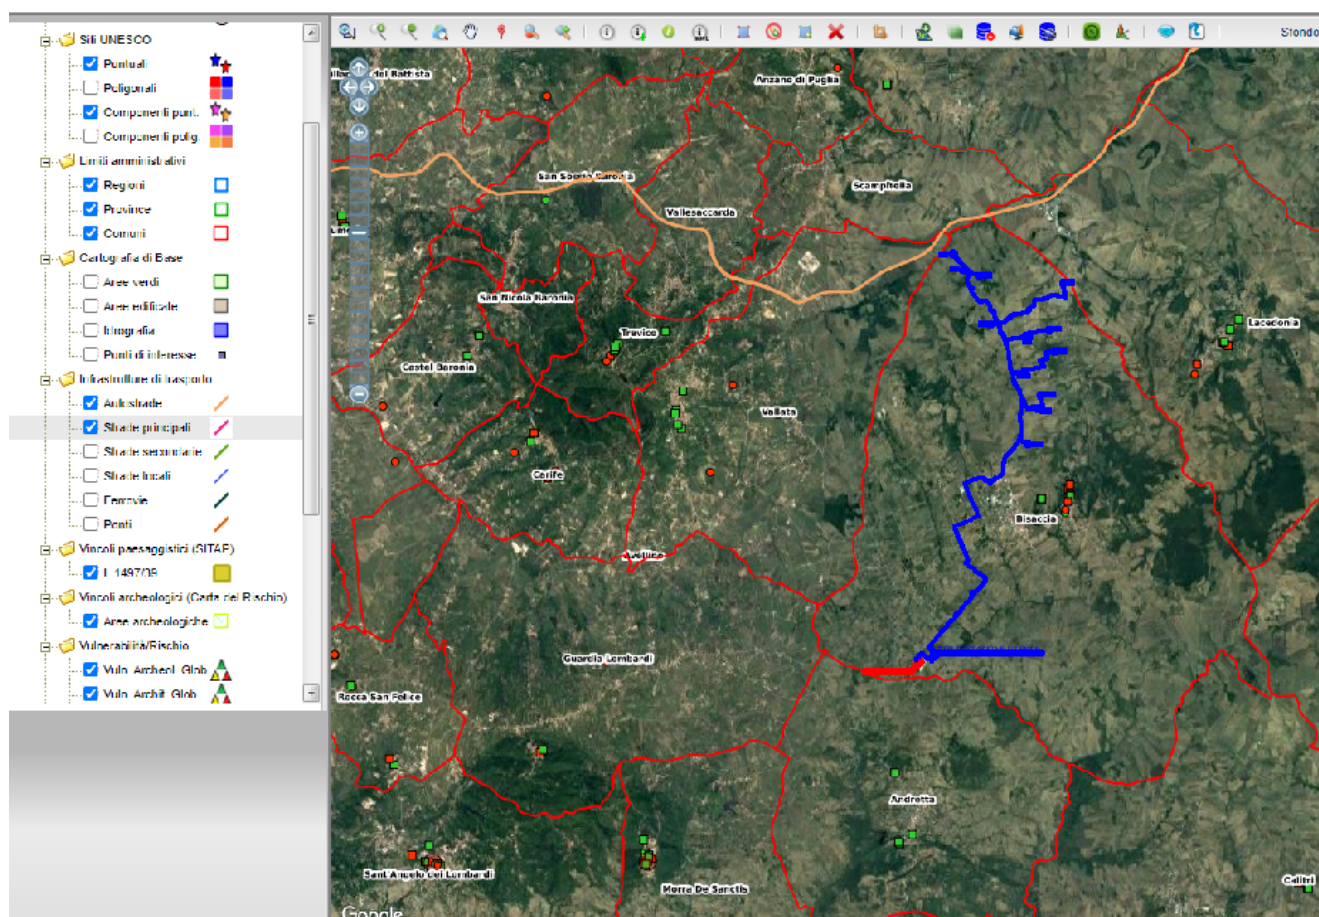 Siti UNESCO
Puntuali
Poligonali
Componenti punt.
Componenti polig.
Limiti amministrativi
Regioni
Province
Comuni
Cartografia di Base
Aree verdi
Aree edificate
Idrografia
Punti di interesse
Infrastrutture di trasporto
Autostrade
Strade principali
Strade secondarie
Strade locali
Ferrovie
Ponti
Vincoli paesaggistici (SITAP)
L. 1497/39
Vincoli archeologici (Carta del Rischio)
Aree archeologiche
Vulnerabilità/Rischio
Vuln. Archeol. Glob.
Vuln. Archit. Glob.
Sfondo
del Battista
Anzano di Puglia
San Sossio Baronia
Scampitella
Vallesaccarda
San Nicola Baronia
Trevico
Lacedonia
Castel Baronia
Vallata
Carife
Bisaccia
Avellino
Guardia Lombardi
Rocca San Felice
Andretta
Sant'Angelo dei Lombardi
Morra De Sanctis
Calitri
Google